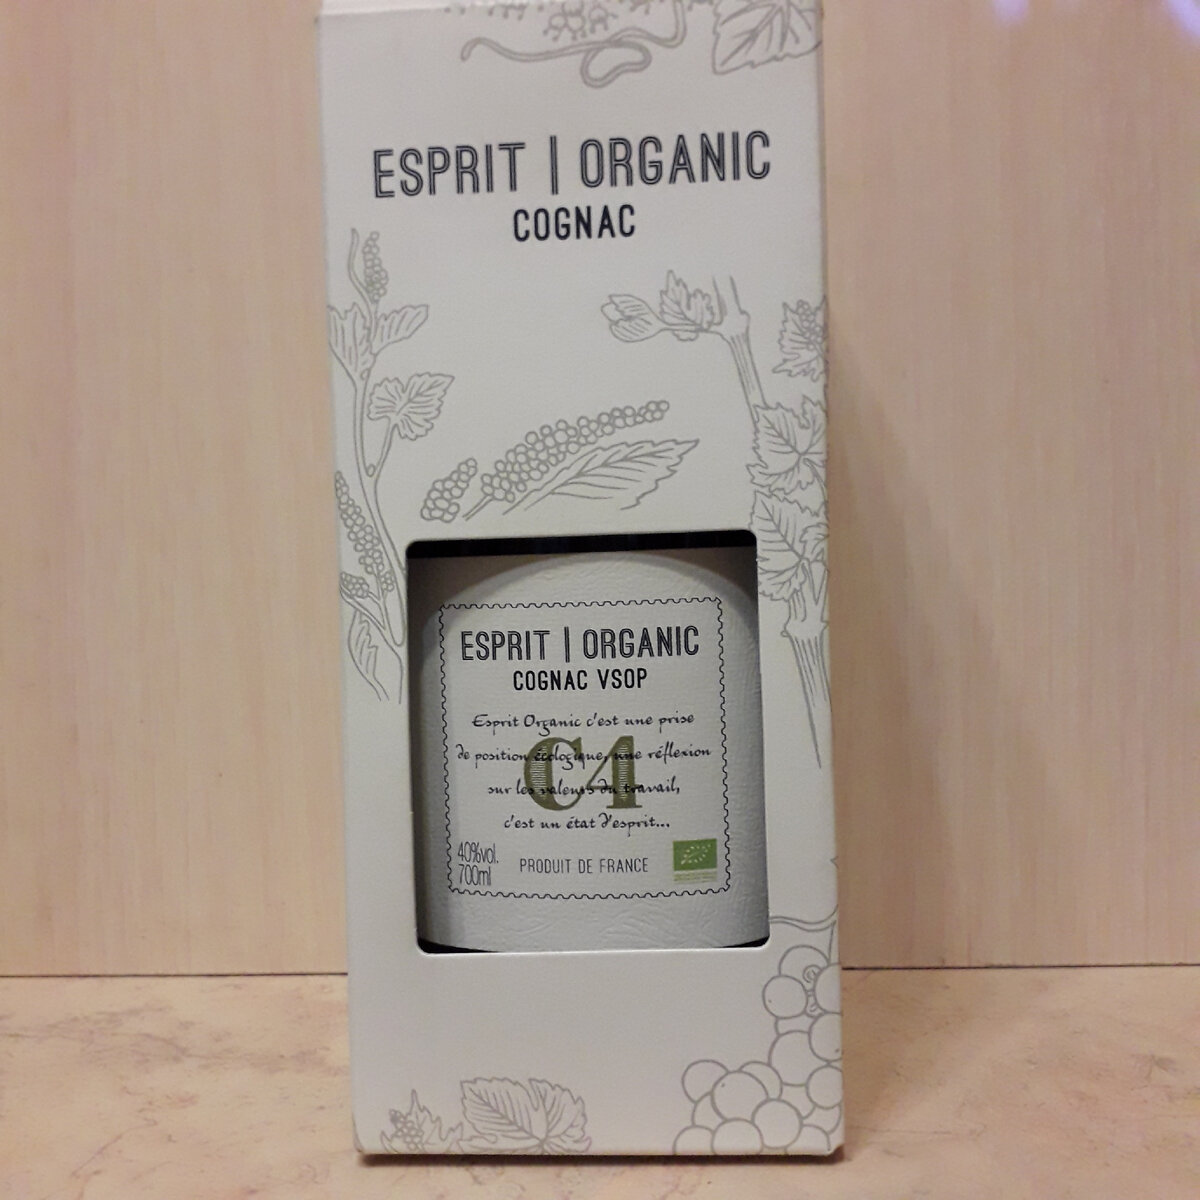 ESPRIT | ORGANIC
COGNAC
ESPRIT | ORGANIC
COGNAC VSOP
Esprit Organic c'est une prise
de position écologique, une réflexion
sur les valeurs du travail,
c'est un état d'esprit...
C4
40%vol.
700ml
PRODUIT DE FRANCE